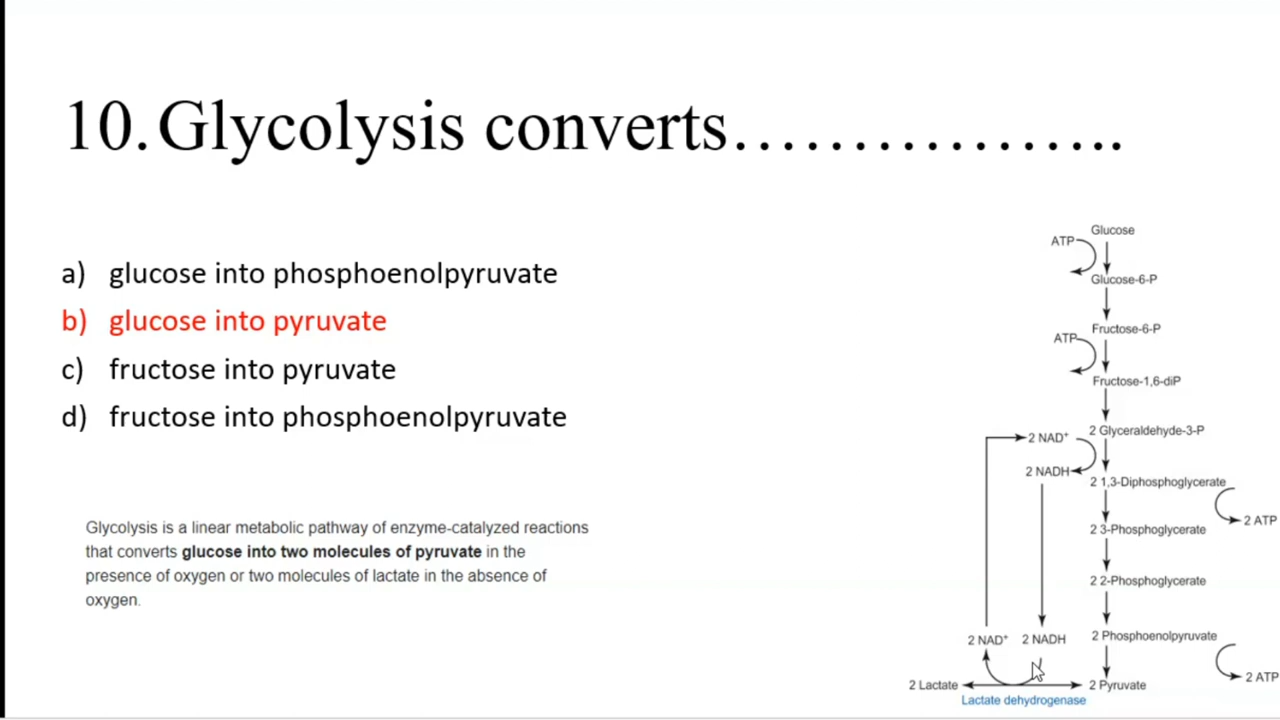 10. Glycolysis converts……………..
a) glucose into phosphoenolpyruvate
b) glucose into pyruvate
c) fructose into pyruvate
d) fructose into phosphoenolpyruvate
Glycolysis is a linear metabolic pathway of enzyme-catalyzed reactions
that converts glucose into two molecules of pyruvate in the
presence of oxygen or two molecules of lactate in the absence of
oxygen.
Glucose
ATP
Glucose-6-P
Fructose-6-P
ATP
Fructose-1,6-diP
2 Glyceraldehyde-3-P
2 NAD+
2 NADH
2 1,3-Diphosphoglycerate
2 ATP
2 3-Phosphoglycerate
2 2-Phosphoglycerate
2 Phosphoenolpyruvate
2 NAD+ 2 NADH
2 ATP
2 Lactate
2 Pyruvate
Lactate dehydrogenase